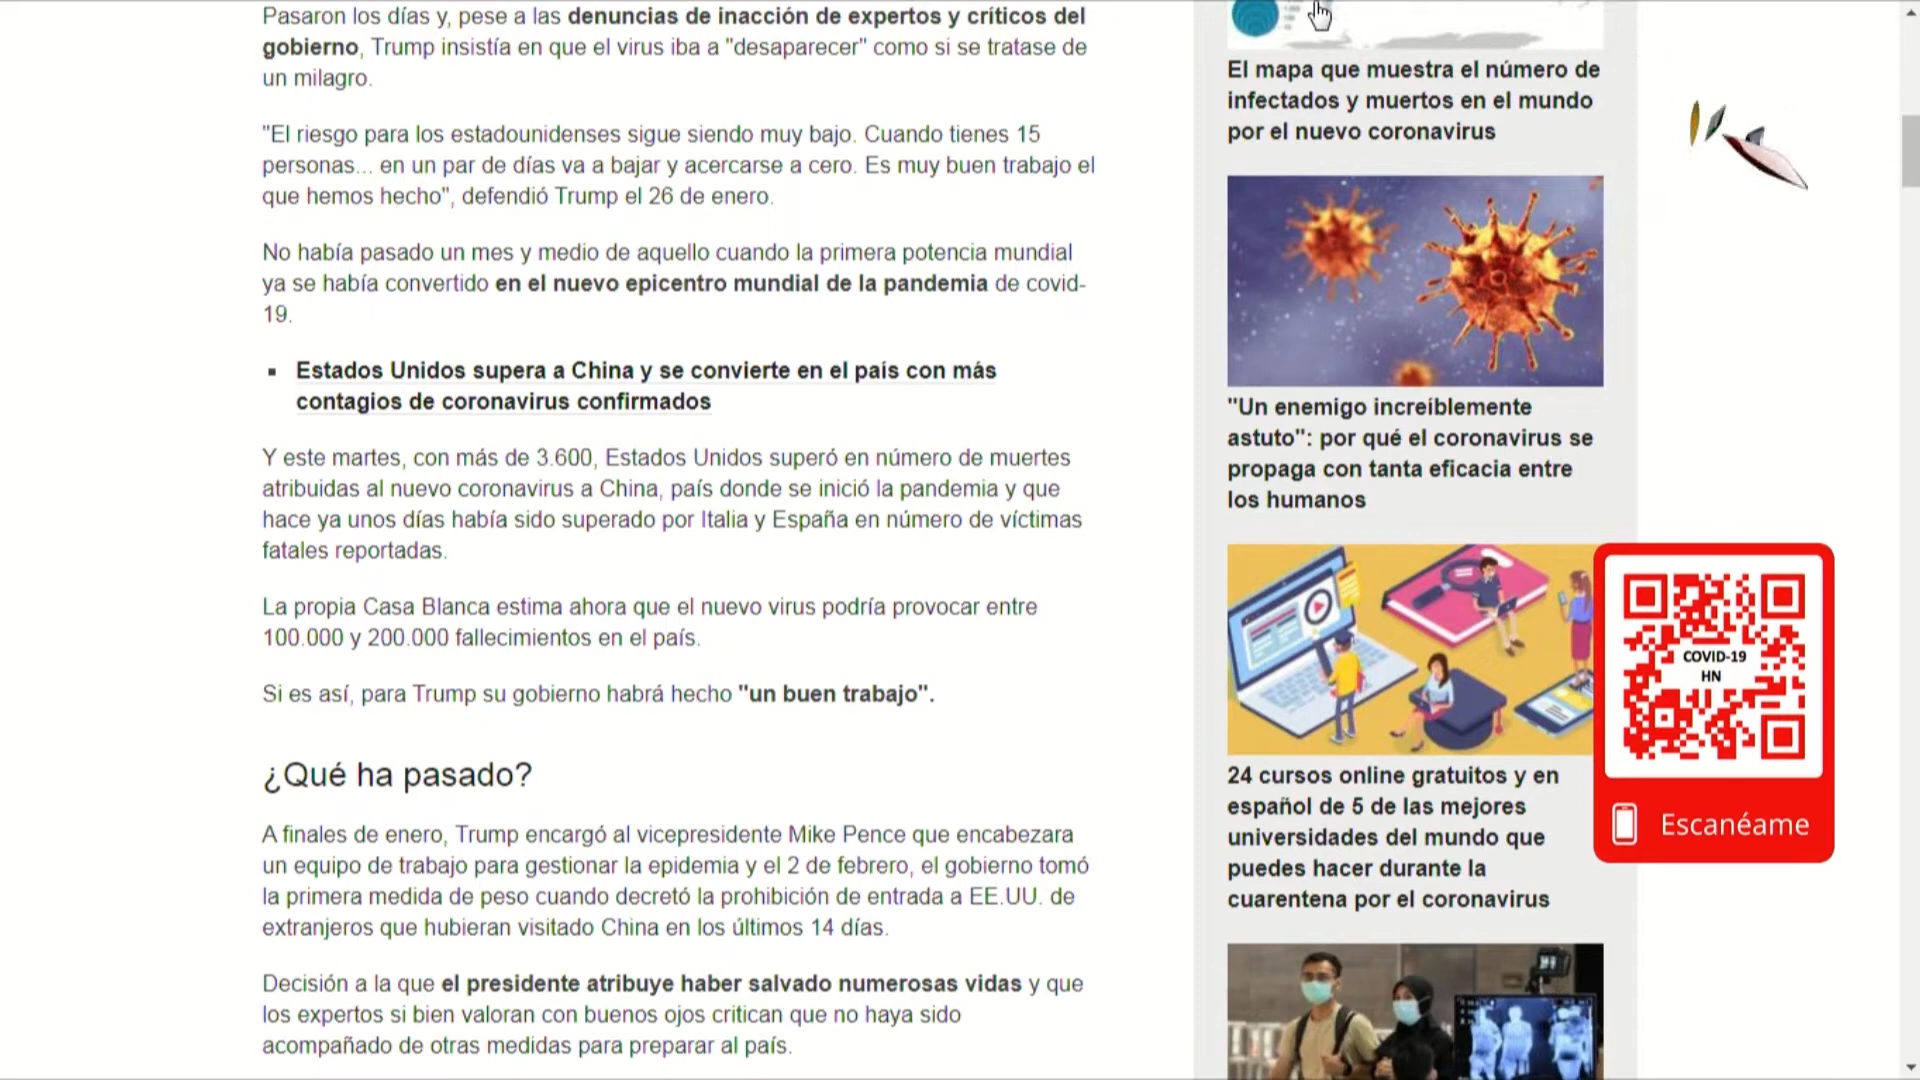 Pasaron los días y, pese a las denuncias de inacción de expertos y críticos del
gobierno, Trump insistía en que el virus iba a "desaparecer" como si se tratase de
un milagro.
"El riesgo para los estadounidenses sigue siendo muy bajo. Cuando tienes 15
personas... en un par de días va a bajar y acercarse a cero. Es muy buen trabajo el
que hemos hecho", defendió Trump el 26 de enero.
No había pasado un mes y medio de aquello cuando la primera potencia mundial
ya se había convertido en el nuevo epicentro mundial de la pandemia de covid-
19.
Estados Unidos supera a China y se convierte en el país con más
contagios de coronavirus confirmados
Y este martes, con más de 3.600, Estados Unidos superó en número de muertes
atribuidas al nuevo coronavirus a China, país donde se inició la pandemia y que
hace ya unos días había sido superado por Italia y España en número de víctimas
fatales reportadas.
La propia Casa Blanca estima ahora que el nuevo virus podría provocar entre
100.000 y 200.000 fallecimientos en el país.
Si es así, para Trump su gobierno habrá hecho "un buen trabajo".
¿Qué ha pasado?
A finales de enero, Trump encargó al vicepresidente Mike Pence que encabezara
un equipo de trabajo para gestionar la epidemia y el 2 de febrero, el gobierno tomó
la primera medida de peso cuando decretó la prohibición de entrada a EE.UU. de
extranjeros que hubieran visitado China en los últimos 14 días.
Decisión a la que el presidente atribuye haber salvado numerosas vidas y que
los expertos si bien valoran con buenos ojos critican que no haya sido
acompañado de otras medidas para preparar al país.
El mapa que muestra el número de
infectados y muertos en el mundo
por el nuevo coronavirus
"Un enemigo increíblemente
astuto": por qué el coronavirus se
propaga con tanta eficacia entre
los humanos
24 cursos online gratuitos y en
español de 5 de las mejores
universidades del mundo que
puedes hacer durante la
cuarentena por el coronavirus
COVID-19
HN
Escanéame